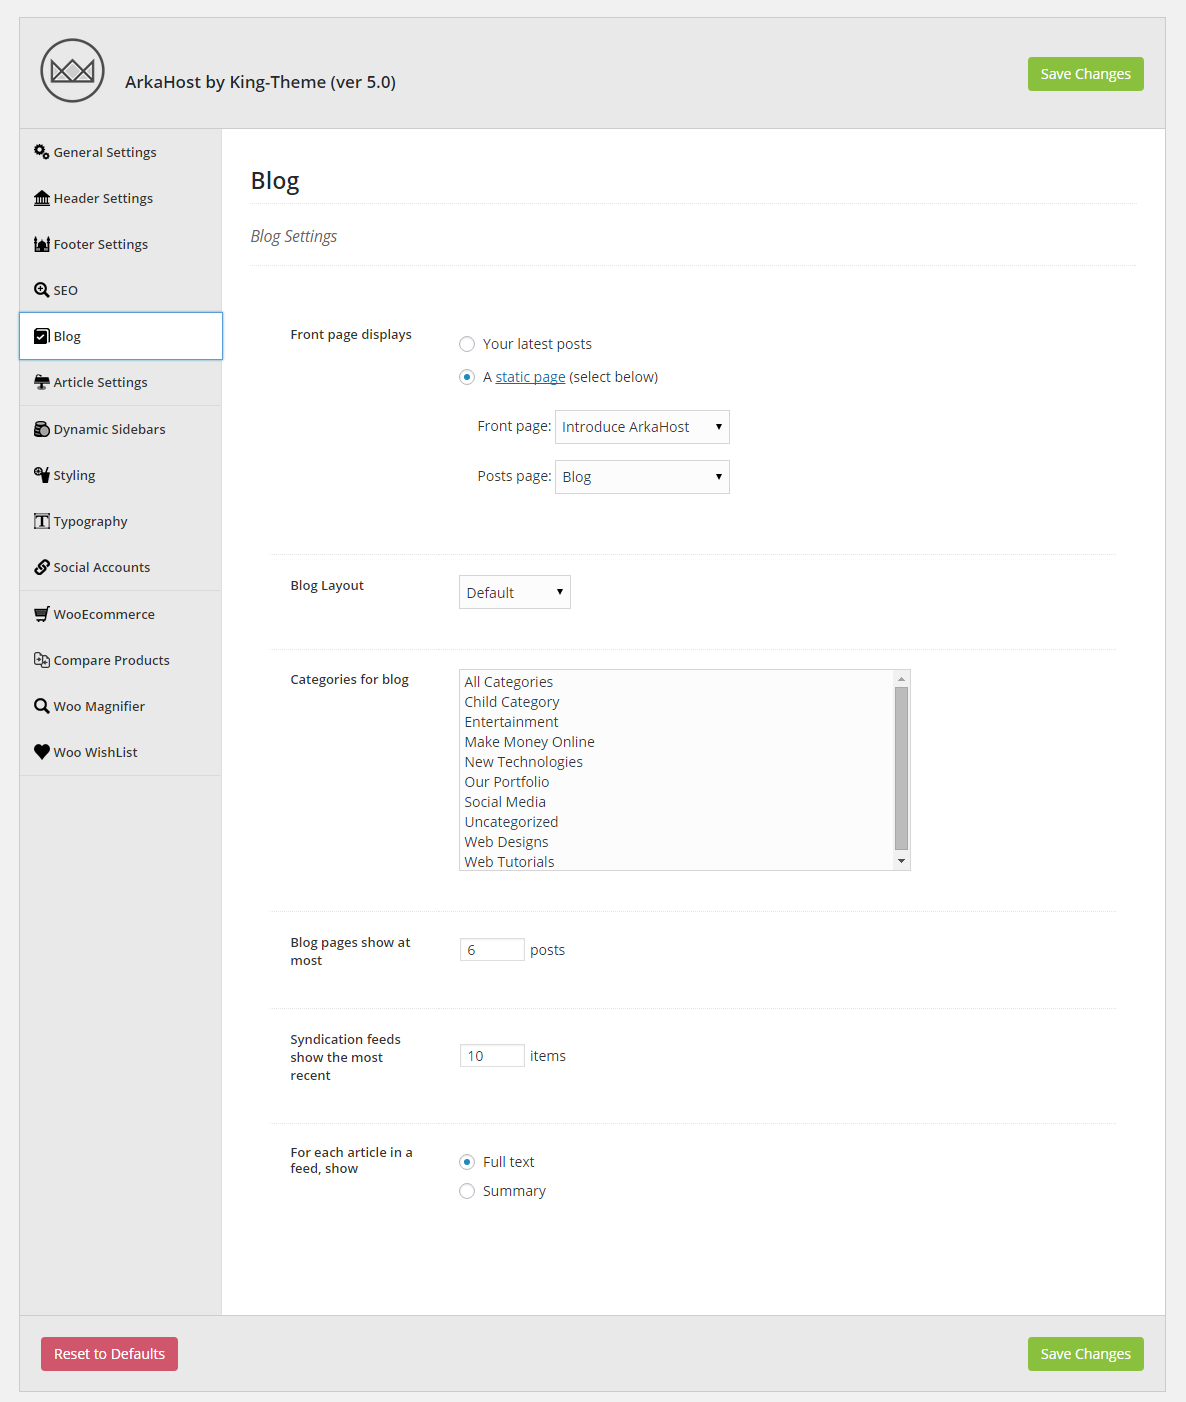 ArkaHost by King-Theme (ver 5.0)
Save Changes
General Settings
Header Settings
Footer Settings
SEO
Blog
Article Settings
Dynamic Sidebars
Styling
Typography
Social Accounts
WooEcommerce
Compare Products
Woo Magnifier
Woo WishList
Blog
Blog Settings
Front page displays
Your latest posts
A static page (select below)
Front page: Introduce ArkaHost
Posts page: Blog
Blog Layout
Default
Categories for blog
All Categories
Child Category
Entertainment
Make Money Online
New Technologies
Our Portfolio
Social Media
Uncategorized
Web Designs
Web Tutorials
Blog pages show at
most
6 posts
Syndication feeds
show the most
recent
10 items
For each article in a
feed, show
Full text
Summary
Reset to Defaults
Save Changes